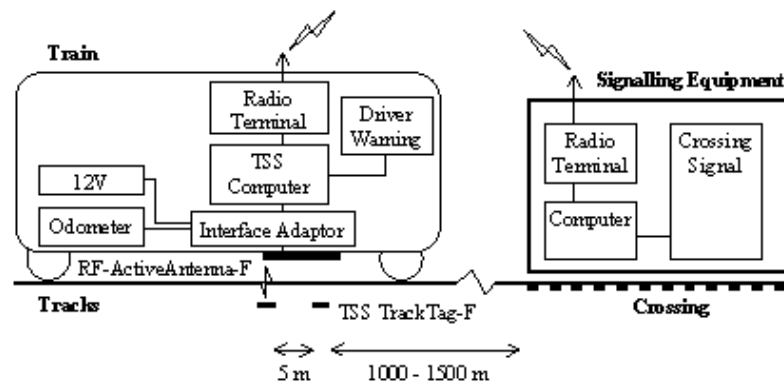 Train
Signalling Equipment
Radio
Terminal
Driver
Warning
TSS
Computer
12V
Odometer
Interface Adaptor
Radio
Terminal
Crossing
Signal
Computer
RF-ActiveAntenna-F
Tracks
TSS TrackTag-F
Crossing
5 m
1000 - 1500 m